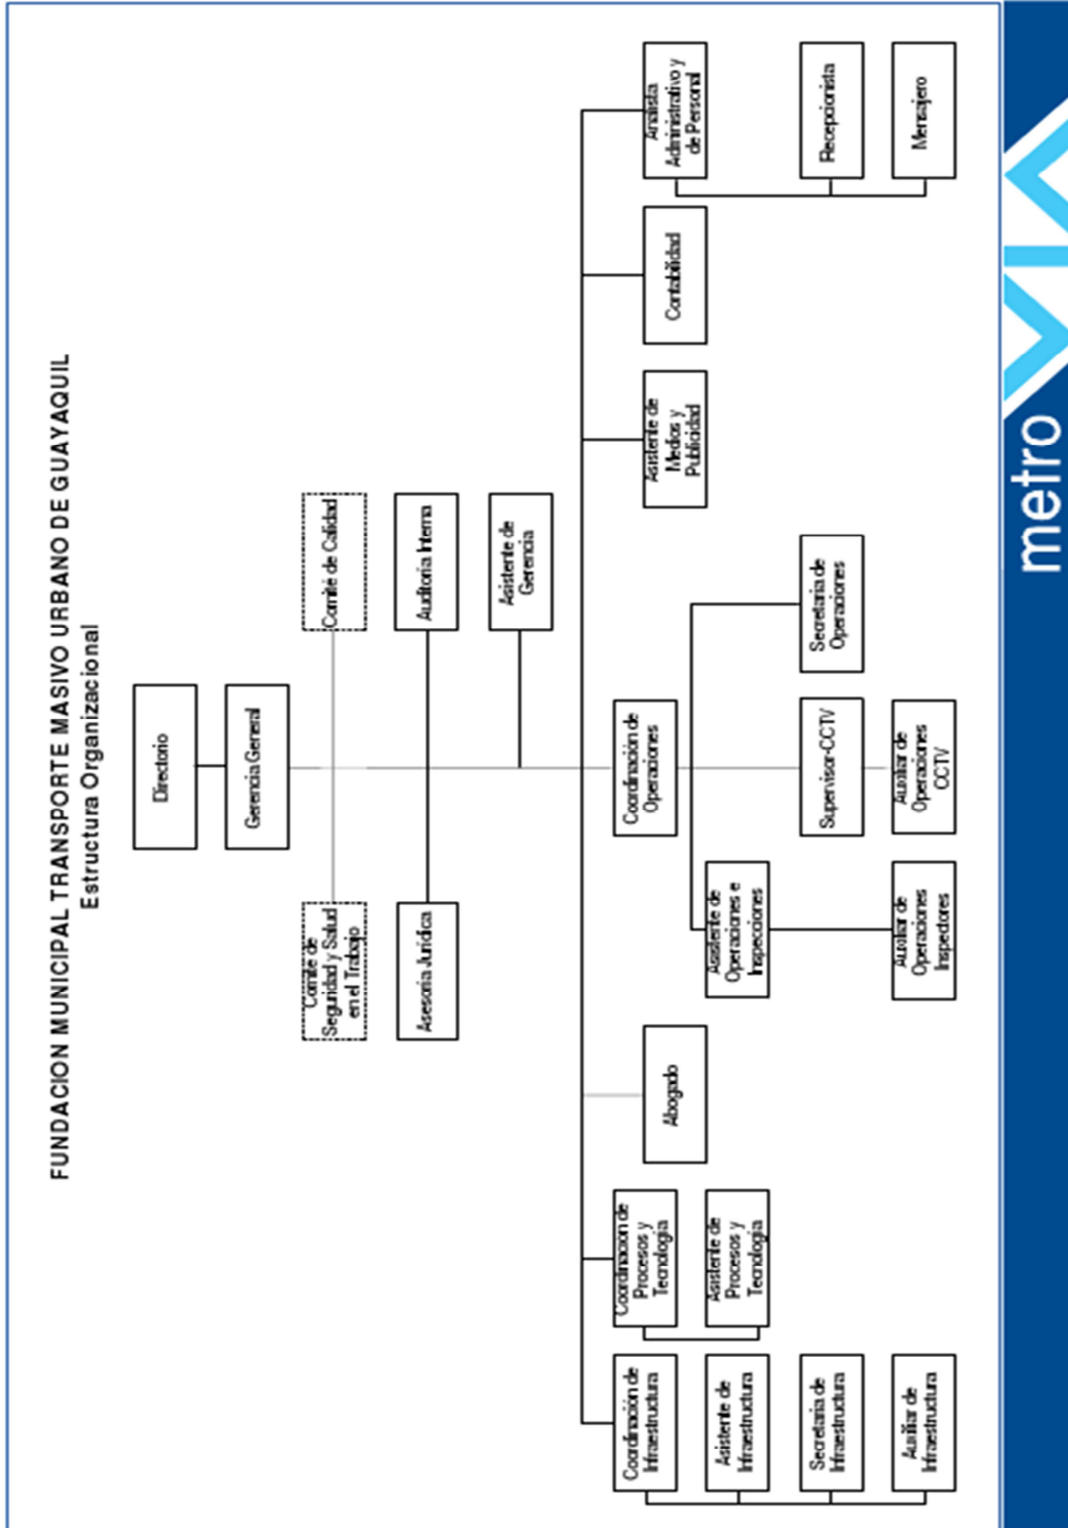 FUNDACION MUNICIPAL TRANSPORTE MASIVO URBANO DE GUAYAQUIL
Estructura Organizacional
Directorio
Gerencia General
Comité de
Seguridad y Salud
en el Trabajo
Comité de Calidad
Asesoría Jurídica
Auditoria Interna
Asistente de
Gerencia
Coordinación de
Infraestructura
Asistente de
Infraestructura
Secretaria de
Infraestructura
Auxiliar de
Infraestructura
Coordinación de
Procesos y
Tecnología
Asistente de
Procesos y
Tecnología
Abogado
Coordinación de
Operaciones
Asistente de
Operaciones e
Inspecciones
Auxiliar de
Operaciones
Inspectores
Supervisor-CCTV
Auxiliar de
Operaciones
CCTV
Secretaria de
Operaciones
Asistente de
Medios y
Publicidad
Contabilidad
Analista
Administrativo y
de Personal
Recepcionista
Mensajero
metro